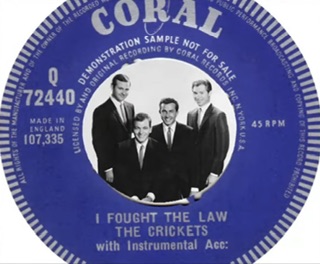 CORAL
DEMONSTRATION SAMPLE NOT FOR SALE
LICENSED BY AND ORIGINAL RECORDING BY CORAL RECORDS INC. N. YORK U.S.A.
Q
72440
MADE IN
ENGLAND
107,335
45 RPM
I FOUGHT THE LAW
THE CRICKETS
with Instrumental Acc: